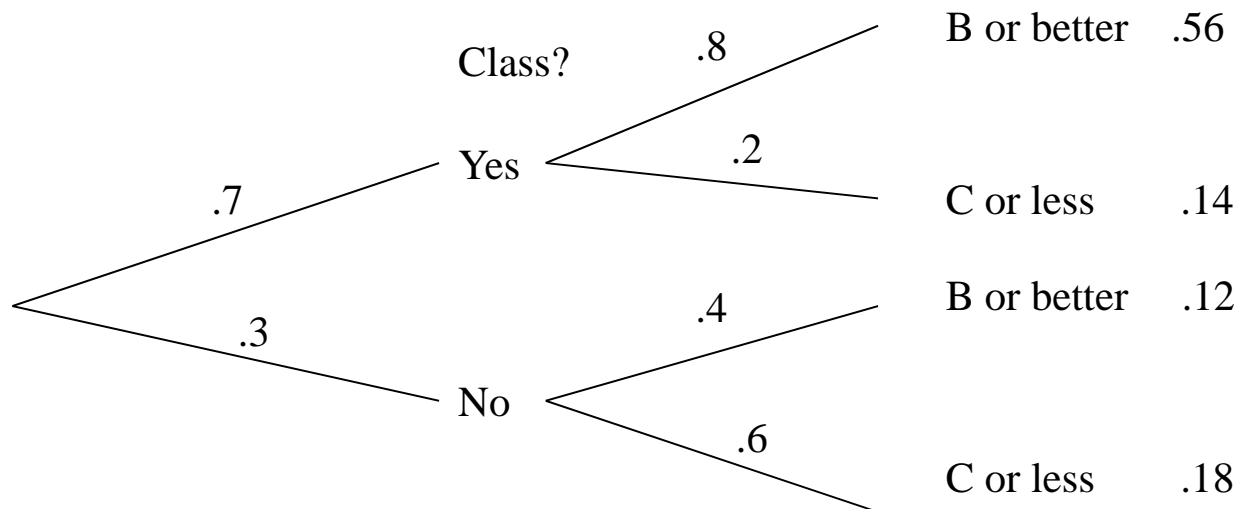 B or better .56
.8
Class?
.2
Yes
.7
C or less .14
B or better .12
.4
.3
No
.6
C or less .18